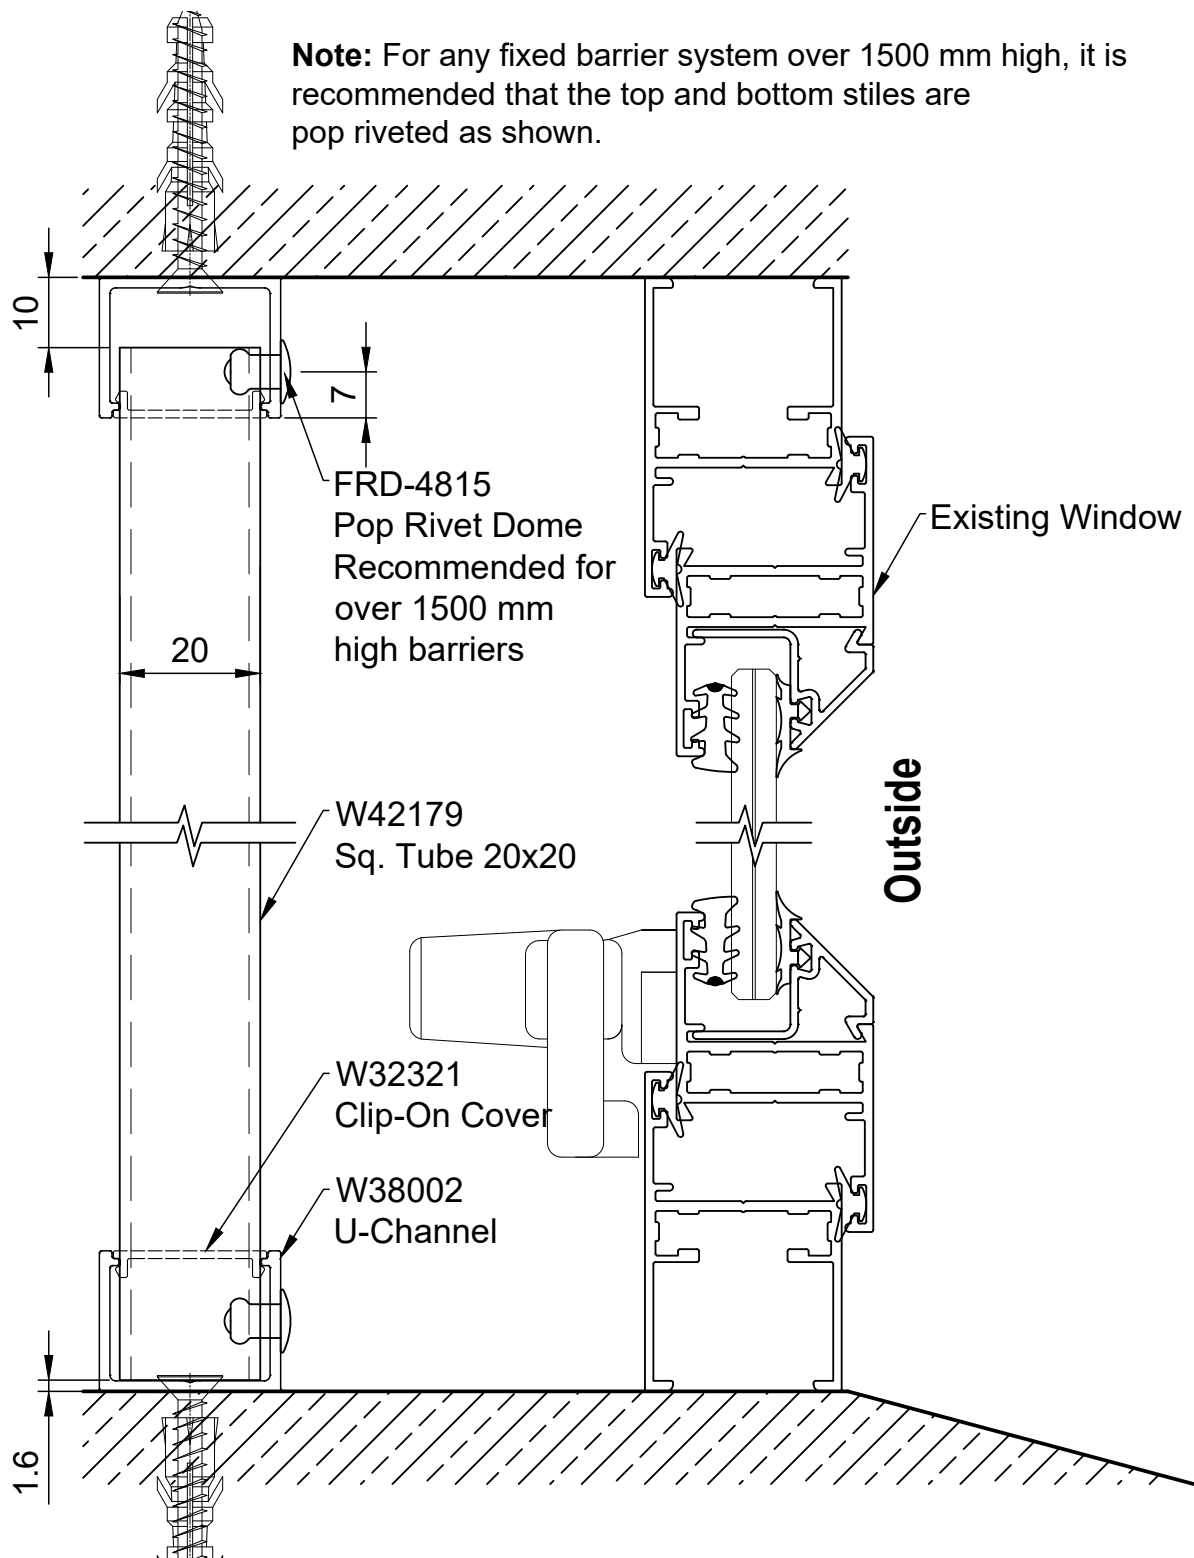 Note: For any fixed barrier system over 1500 mm high, it is
recommended that the top and bottom stiles are
pop riveted as shown.
10
7
FRD-4815
Pop Rivet Dome
Recommended for
over 1500 mm
high barriers
Existing Window
20
Outside
W42179
Sq. Tube 20x20
W32321
Clip-On Cover
W38002
U-Channel
1.6